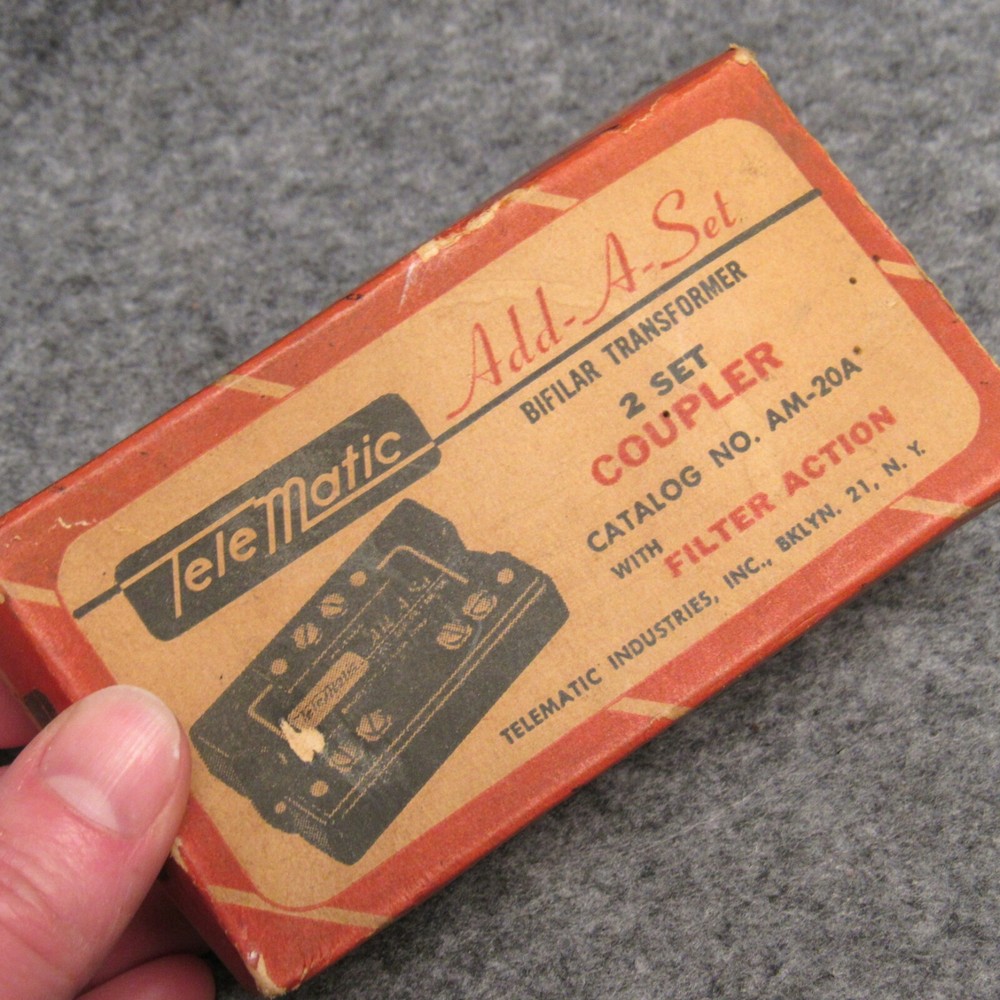 Add-A-Set
TeleMatic
BIFILAR TRANSFORMER
2 SET
COUPLER
CATALOG NO. AM-20A
WITH FILTER ACTION
TELEMATIC INDUSTRIES, INC., BKLYN. 21, N. Y.
TeleMatic